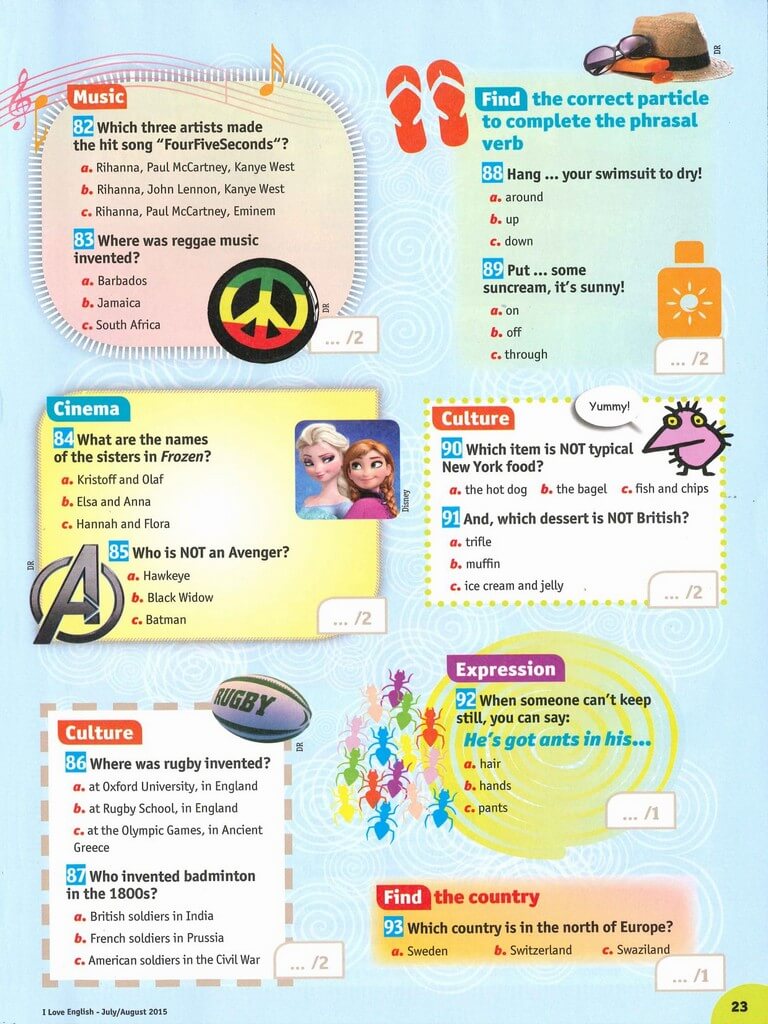 Music
82 Which three artists made
the hit song "FourFiveSeconds"?
a. Rihanna, Paul McCartney, Kanye West
b. Rihanna, John Lennon, Kanye West
c. Rihanna, Paul McCartney, Eminem
83 Where was reggae music
invented?
a. Barbados
b. Jamaica
c. South Africa
DR
... /2
DR
Find the correct particle
to complete the phrasal
verb
88 Hang ... your swimsuit to dry!
a. around
b. up
c. down
89 Put ... some
suncream, it's sunny!
a. on
b. off
c. through
... /2
Cinema
84 What are the names
of the sisters in Frozen?
a. Kristoff and Olaf
b. Elsa and Anna
c. Hannah and Flora
Disney
DR
85 Who is NOT an Avenger?
a. Hawkeye
b. Black Widow
c. Batman
... /2
Culture
Yummy!
90 Which item is NOT typical
New York food?
a. the hot dog b. the bagel c. fish and chips
91 And, which dessert is NOT British?
a. trifle
b. muffin
c. ice cream and jelly
... /2
RUGBY
DR
Culture
86 Where was rugby invented?
a. at Oxford University, in England
b. at Rugby School, in England
c. at the Olympic Games, in Ancient
Greece
87 Who invented badminton
in the 1800s?
a. British soldiers in India
b. French soldiers in Prussia
c. American soldiers in the Civil War
... /2
Expression
92 When someone can't keep
still, you can say:
He's got ants in his...
a. hair
b. hands
c. pants
... /1
Find the country
93 Which country is in the north of Europe?
a. Sweden b. Switzerland c. Swaziland
... /1
I Love English - July/August 2015
23